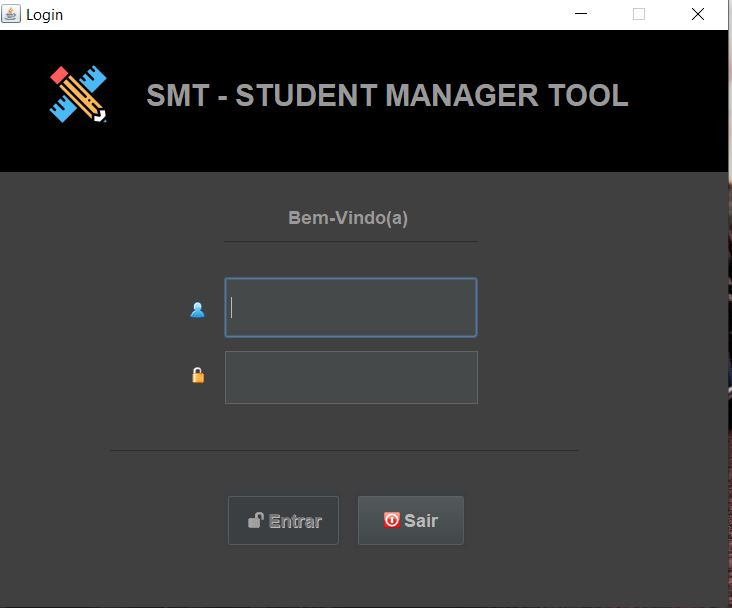 Login
SMT - STUDENT MANAGER TOOL
Bem-Vindo(a)
Entrar
Sair